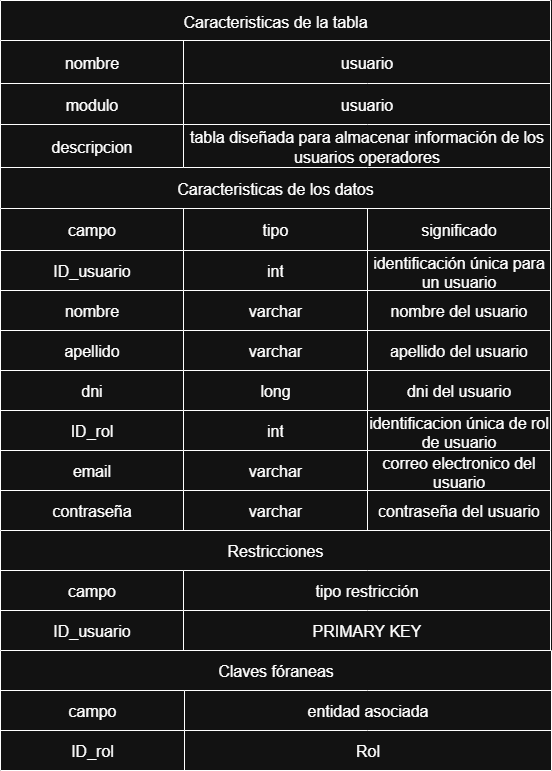 Caracteristicas de la tabla
nombre usuario
modulo usuario
descripcion tabla diseñada para almacenar información de los
usuarios operadores
Caracteristicas de los datos
campo tipo significado
ID_usuario int identificación única para
un usuario
nombre varchar nombre del usuario
apellido varchar apellido del usuario
dni long dni del usuario
ID_rol int identificacion única de rol
de usuario
email varchar correo electronico del
usuario
contraseña varchar contraseña del usuario
Restricciones
campo tipo restricción
ID_usuario PRIMARY KEY
Claves fóraneas
campo entidad asociada
ID_rol Rol